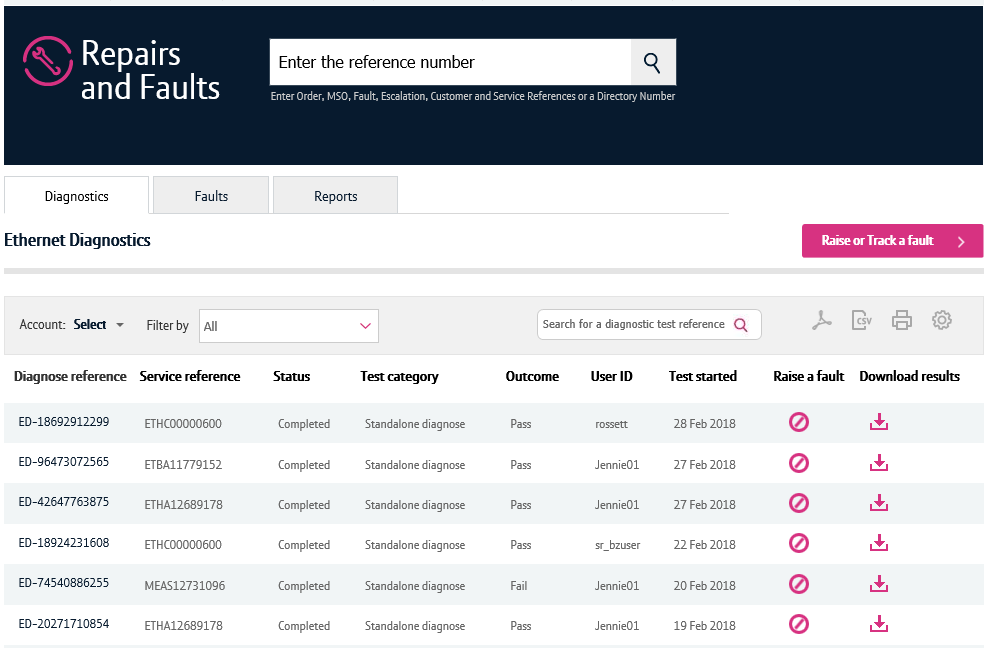 Repairs
and Faults
Enter the reference number
Enter Order, MSO, Fault, Escalation, Customer and Service References or a Directory Number
Diagnostics Faults Reports
Ethernet Diagnostics
Raise or Track a fault
Account: Select Filter by All Search for a diagnostic test reference CSV
Diagnose reference Service reference Status Test category Outcome User ID Test started Raise a fault Download results
ED-18692912299 ETHC00000600 Completed Standalone diagnose Pass rossett 28 Feb 2018
ED-96473072565 ETBA11779152 Completed Standalone diagnose Pass Jennie01 27 Feb 2018
ED-42647763875 ETHA12689178 Completed Standalone diagnose Pass Jennie01 27 Feb 2018
ED-18924231608 ETHC00000600 Completed Standalone diagnose Pass sr_bzuser 22 Feb 2018
ED-74540886255 MEAS12731096 Completed Standalone diagnose Fail Jennie01 20 Feb 2018
ED-20271710854 ETHA12689178 Completed Standalone diagnose Pass Jennie01 19 Feb 2018